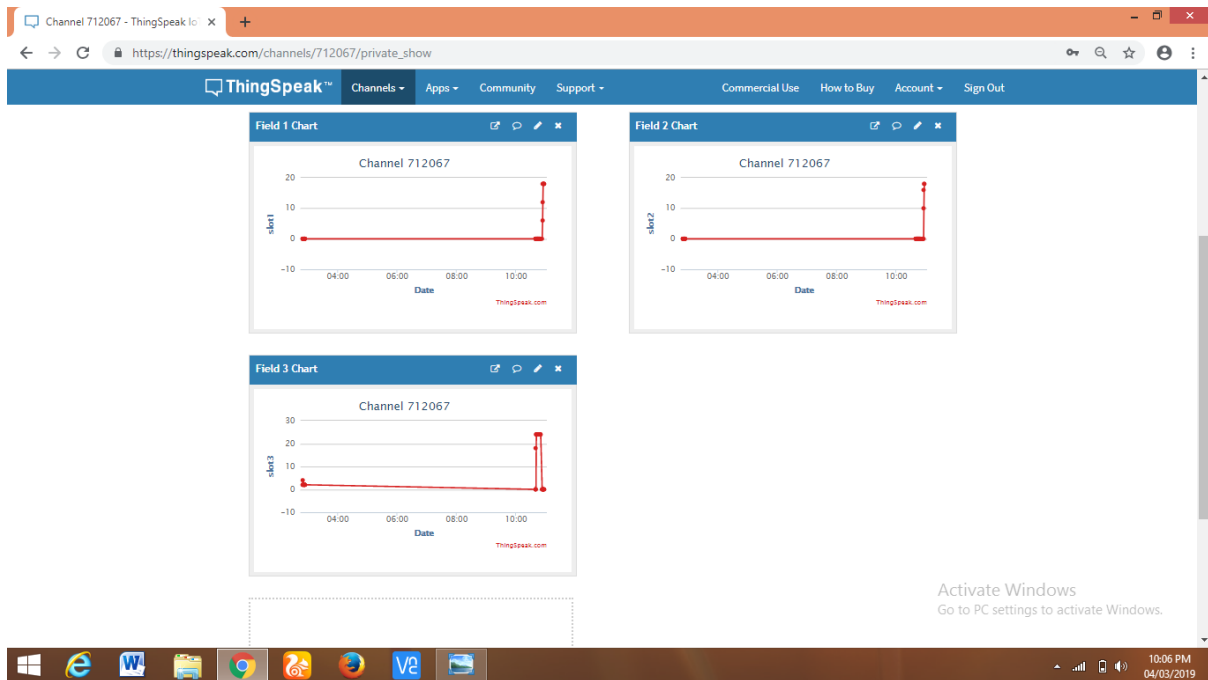 Channel 712067 - ThingSpeak Io
https://thingspeak.com/channels/712067/private_show
ThingSpeak™ Channels Apps Community Support Commercial Use How to Buy Account Sign Out
Field 1 Chart
Channel 712067
20
10
0
-10
slot1
04:00 06:00 08:00 10:00
Date
ThingSpeak.com
Field 2 Chart
Channel 712067
20
10
0
-10
slot2
04:00 06:00 08:00 10:00
Date
ThingSpeak.com
Field 3 Chart
Channel 712067
30
20
10
0
-10
slot3
04:00 06:00 08:00 10:00
Date
ThingSpeak.com
Activate Windows
Go to PC settings to activate Windows.
10:06 PM
04/03/2019